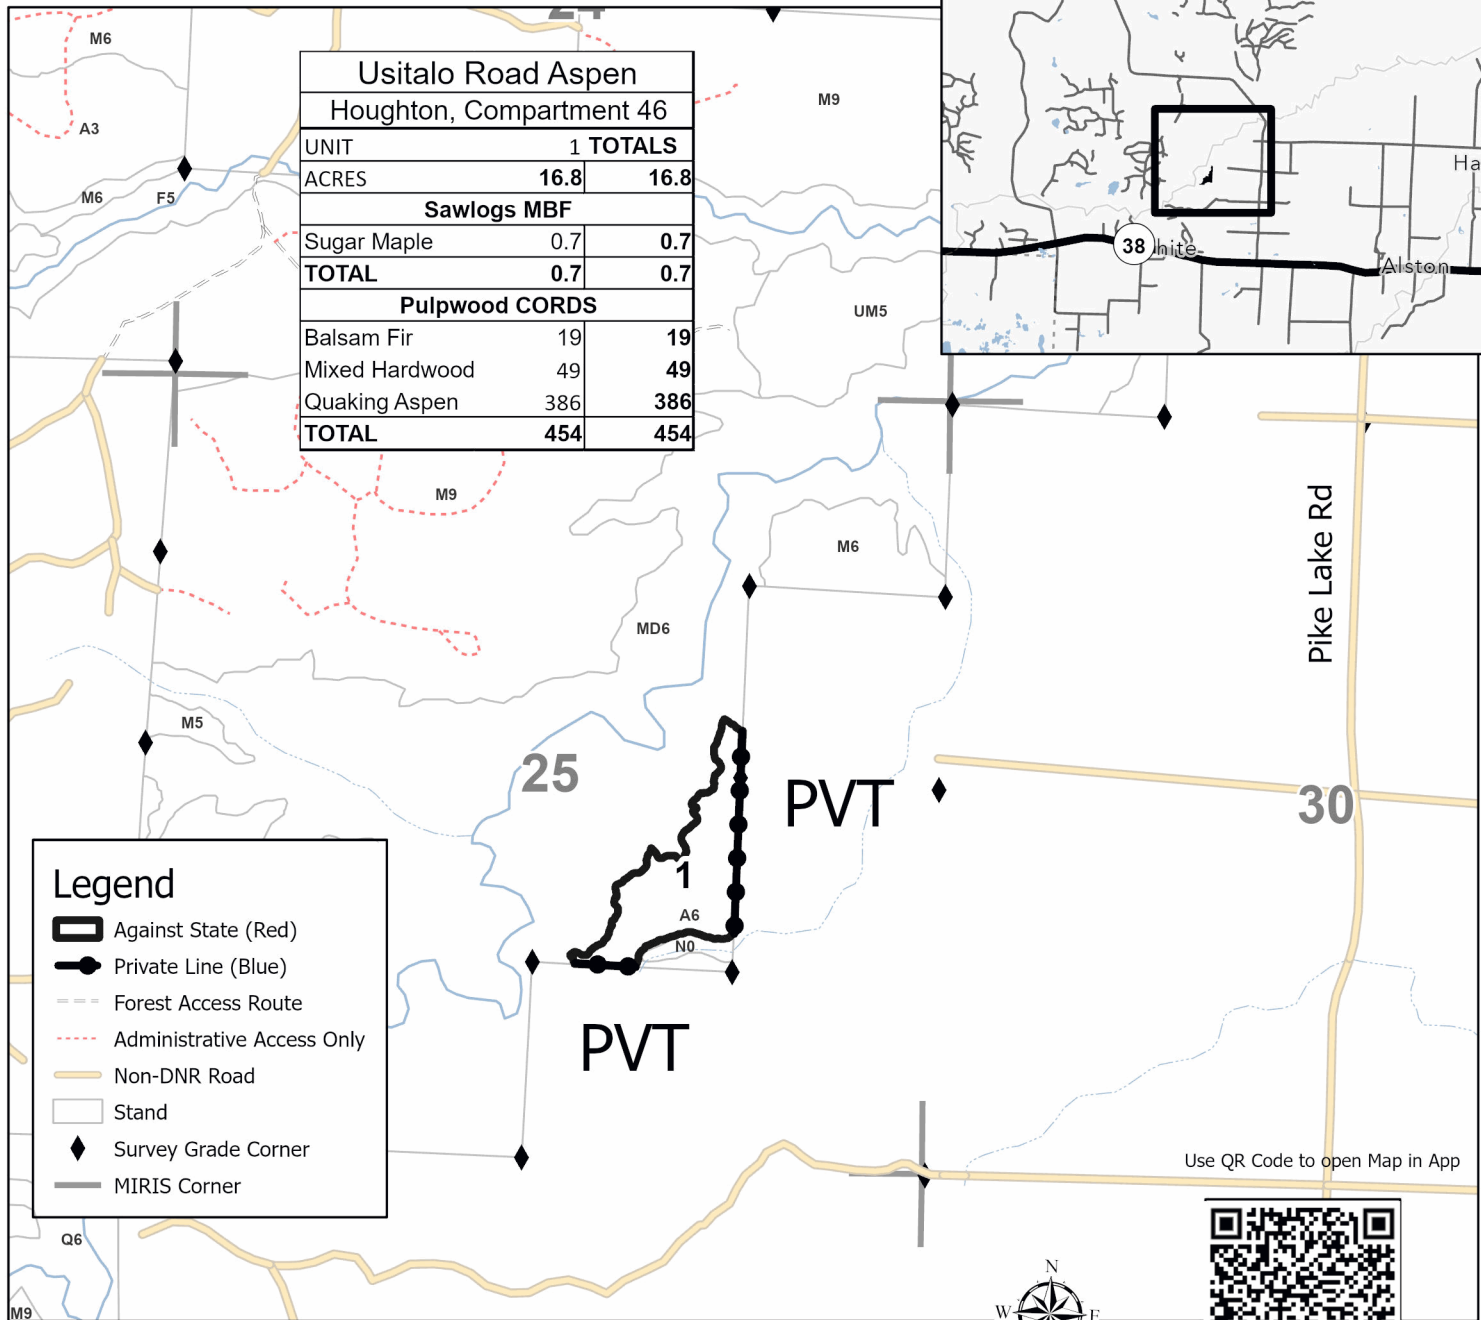 24
M6
A3
M6
F5
Usitalo Road Aspen
Houghton, Compartment 46
UNIT 1 TOTALS
ACRES 16.8 16.8
Sawlogs MBF
Sugar Maple 0.7 0.7
TOTAL 0.7 0.7
Pulpwood CORDS
Balsam Fir 19 19
Mixed Hardwood 49 49
Quaking Aspen 386 386
TOTAL 454 454
M9
UM5
Ha
38
hite
Alston
M9
M6
MD6
M5
Pike Lake Rd
25
PVT
30
1
A6
N0
PVT
Legend
Against State (Red)
Private Line (Blue)
Forest Access Route
Administrative Access Only
Non-DNR Road
Stand
Survey Grade Corner
MIRIS Corner
Q6
M9
Use QR Code to open Map in App
N
W E